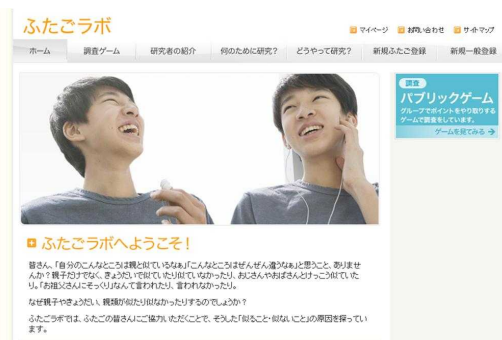 ふたごラボ
マイページ お問い合わせ サイトマップ
ホーム 調査ゲーム 研究者の紹介 何のために研究? どうやって研究? 新規ふたご登録 新規一般登録
調査
パブリックゲーム
グループでポイントをやり取りする
ゲームで調査をしています。
ゲームを見てみる
ふたごラボへようこそ!
皆さん、「自分のこんなところは親と似ているなぁ」「こんなところはぜんぜん違うなぁ」と思うこと、ありませ
んか?親子だけでなく、きょうだいで似ていたり似ていなかったり、おじさんやおばさんとけっこう似ていた
り。「お祖父さんにそっくり」なんて言われたり、言われなかったり。
なぜ親子やきょうだい、親類が似たり似なかったりするのでしょうか?
ふたごラボでは、ふたごの皆さんにご協力いただくことで、そうした「似ること・似ないこと」の原因を探ってい
ます。